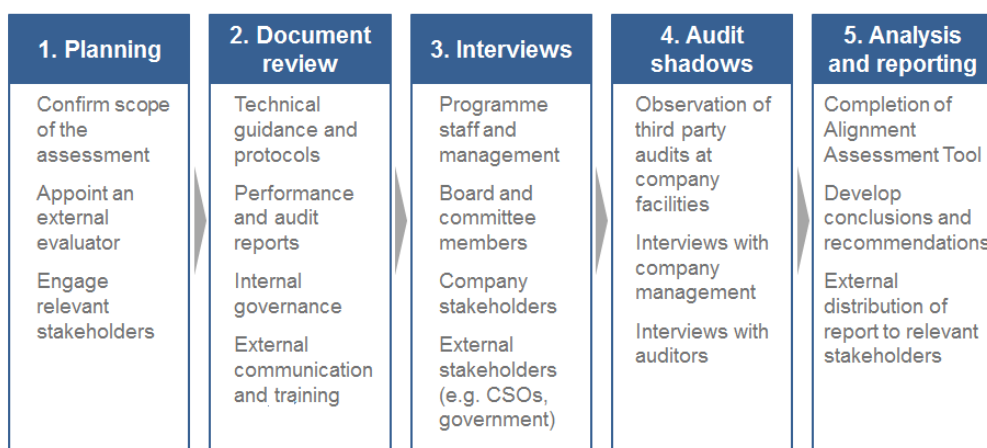 1. Planning
Confirm scope
of the
assessment
Appoint an
external
evaluator
Engage
relevant
stakeholders
2. Document
review
Technical
guidance and
protocols
Performance
and audit
reports
Internal
governance
External
communication
and training
3. Interviews
Programme
staff and
management
Board and
committee
members
Company
stakeholders
External
stakeholders
(e.g. CSOs,
government)
4. Audit
shadows
Observation of
third party
audits at
company
facilities
Interviews with
company
management
Interviews with
auditors
5. Analysis
and reporting
Completion of
Alignment
Assessment Tool
Develop
conclusions and
recommendations
External
distribution of
report to relevant
stakeholders